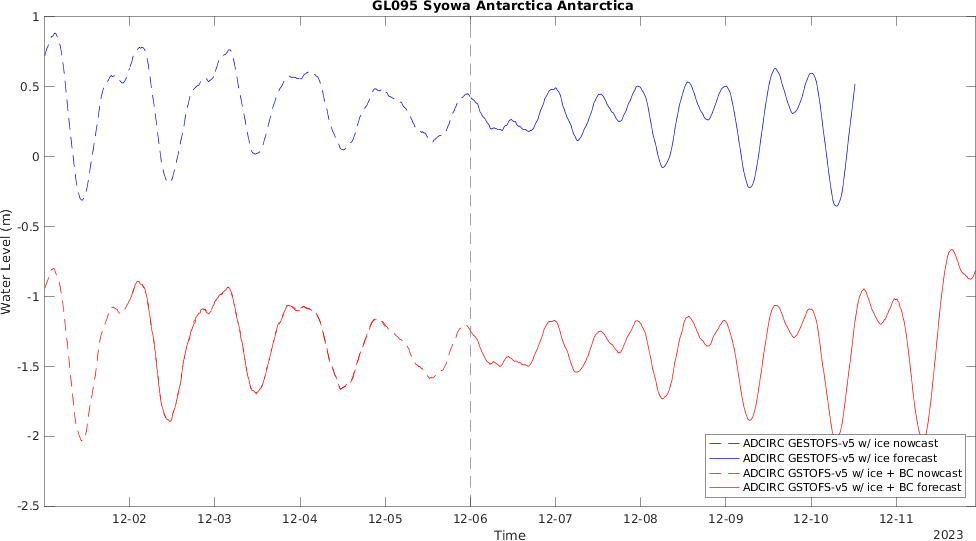 GL095 Syowa Antarctica Antarctica
Water Level (m)
1
0.5
0
-0.5
-1
-1.5
-2
-2.5
ADCIRC GESTOFS-v5 w/ ice nowcast
ADCIRC GESTOFS-v5 w/ ice forecast
ADCIRC GSTOFS-v5 w/ ice + BC nowcast
ADCIRC GSTOFS-v5 w/ ice + BC forecast
12-02 12-03 12-04 12-05 12-06 12-07 12-08 12-09 12-10 12-11
Time
2023